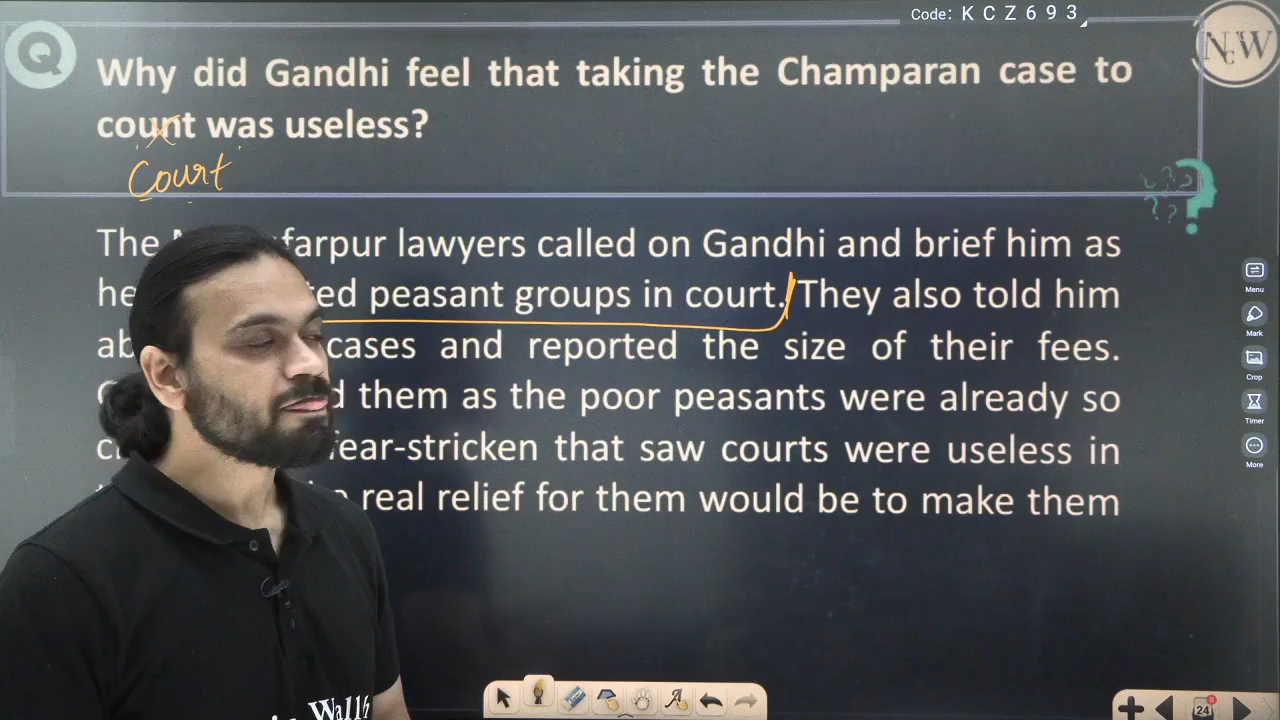 Code: K C Z 6 9 3
Q
NCW
Why did Gandhi feel that taking the Champaran case to
count was useless?
Court
The farpur lawyers called on Gandhi and brief him as
he ted peasant groups in court. They also told him
ab cases and reported the size of their fees.
d them as the poor peasants were already so
fear-stricken that saw courts were useless in
real relief for them would be to make them
Menu
Mark
Crop
Timer
More
24